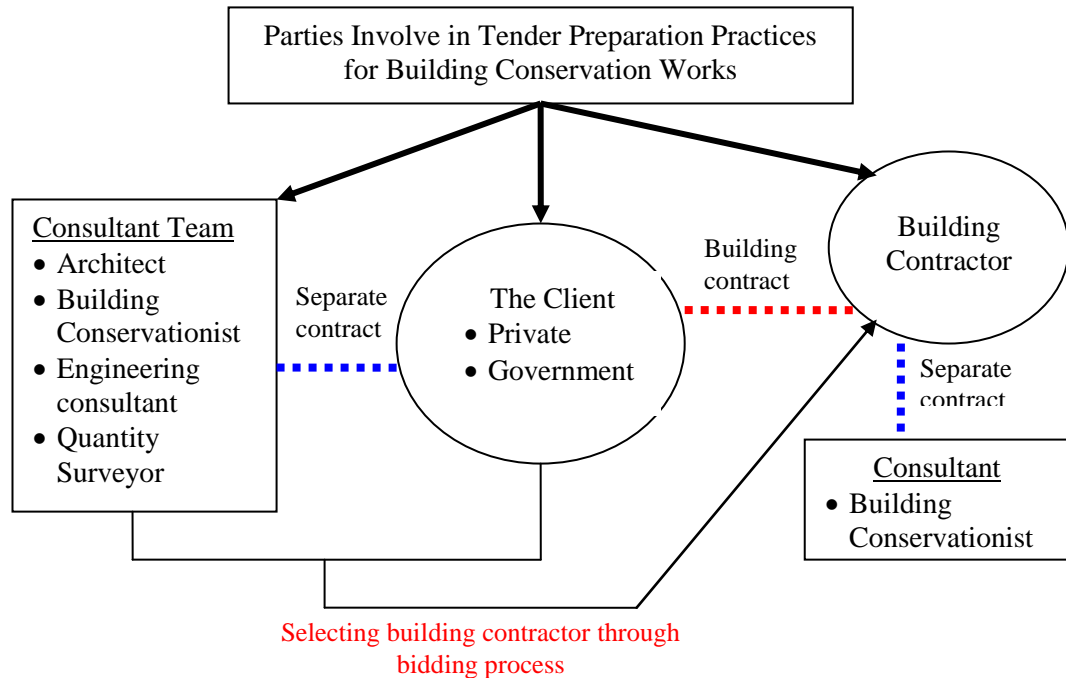 Parties Involve in Tender Preparation Practices
for Building Conservation Works
Consultant Team
• Architect
• Building
Conservationist
• Engineering
consultant
• Quantity
Surveyor
Separate
contract
The Client
• Private
• Government
Building
contract
Building
Contractor
Separate
contract
Consultant
• Building
Conservationist
Selecting building contractor through
bidding process